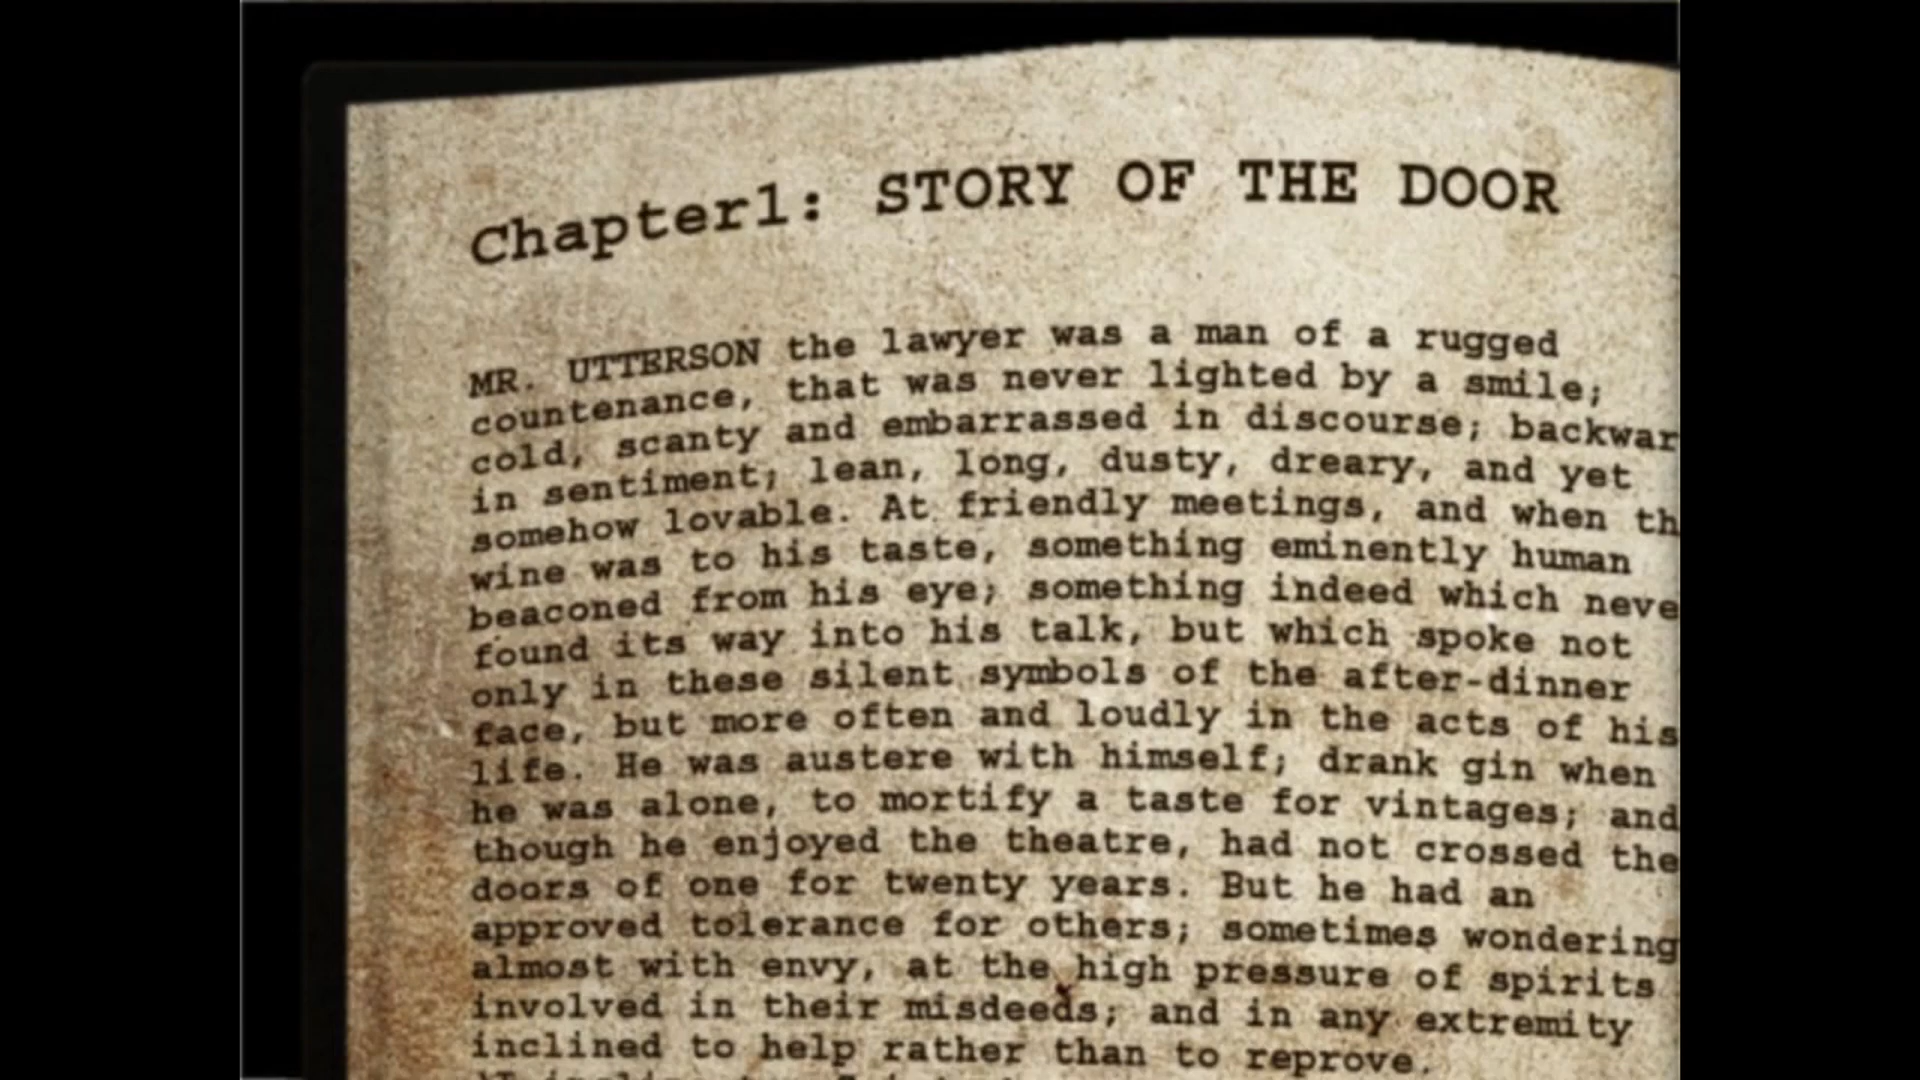 Chapter1: STORY OF THE DOOR
MR. UTTERSON the lawyer was a man of a rugged
countenance, that was never lighted by a smile;
cold, scanty and embarrassed in discourse; backwar
in sentiment; lean, long, dusty, dreary, and yet
somehow lovable. At friendly meetings, and when th
wine was to his taste, something eminently human
beaconed from his eye; something indeed which neve
found its way into his talk, but which spoke not
only in these silent symbols of the after-dinner
face, but more often and loudly in the acts of his
life. He was austere with himself; drank gin when
he was alone, to mortify a taste for vintages; and
though he enjoyed the theatre, had not crossed the
doors of one for twenty years. But he had an
approved tolerance for others; sometimes wondering
almost with envy, at the high pressure of spirits
involved in their misdeeds; and in any extremity
inclined to help rather than to reprove.